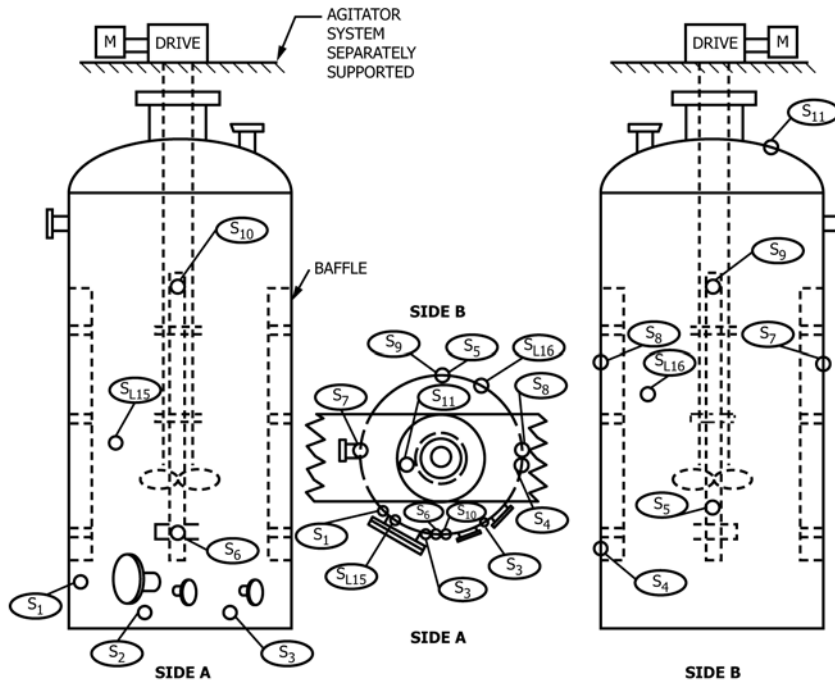 M
DRIVE
AGITATOR
SYSTEM
SEPARATELY
SUPPORTED
DRIVE
M
S11
S10
S9
BAFFLE
SIDE B
S9
S5
SL16
S8
S7
S8
SL16
S7
S11
SL15
S6
S10
S5
S1
S4
S6
SL15
S3
S3
S4
S1
S2
S3
SIDE A
SIDE A
SIDE B